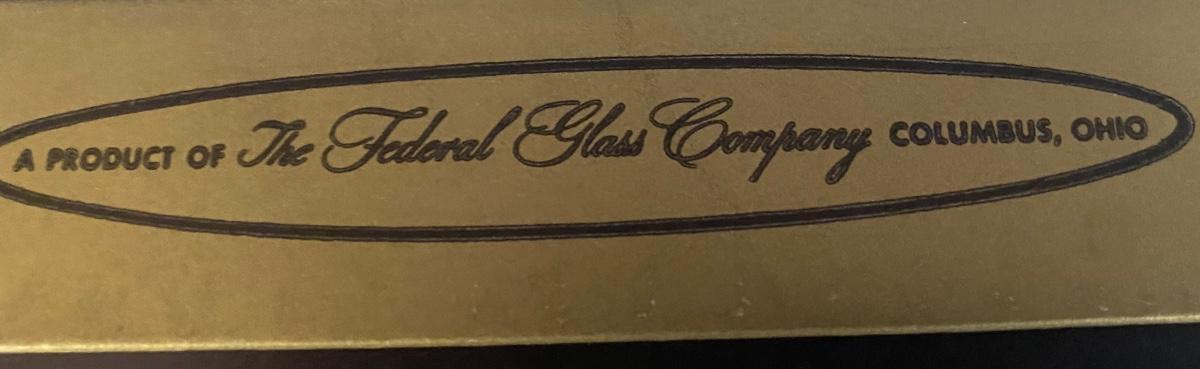 A PRODUCT OF The Federal Glass Company COLUMBUS, OHIO